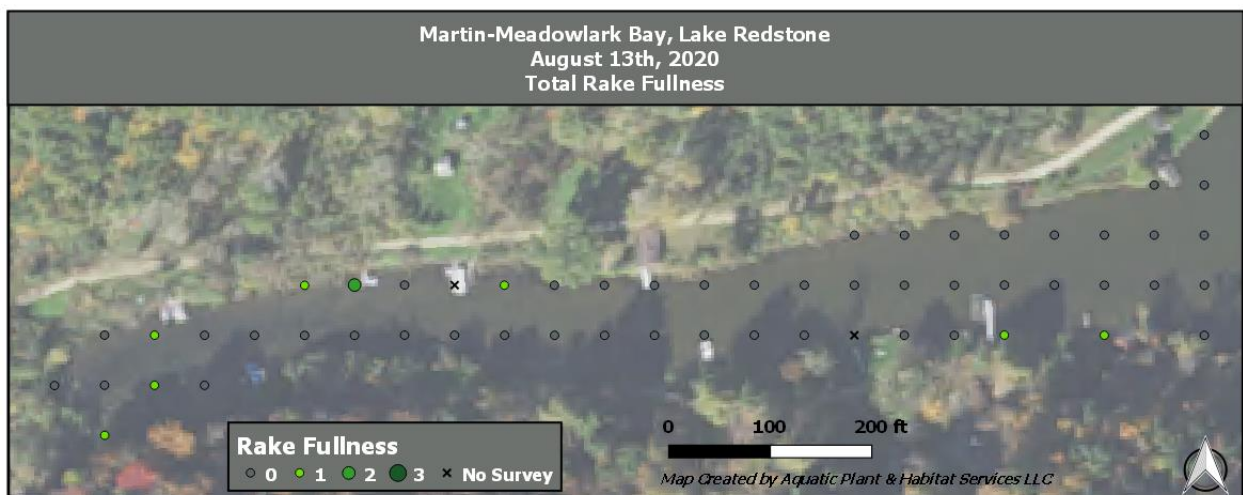 Martin-Meadowlark Bay, Lake Redstone
August 13th, 2020
Total Rake Fullness
Rake Fullness
0 1 2 3 × No Survey
0 100 200 ft
Map Created by Aquatic Plant & Habitat Services LLC